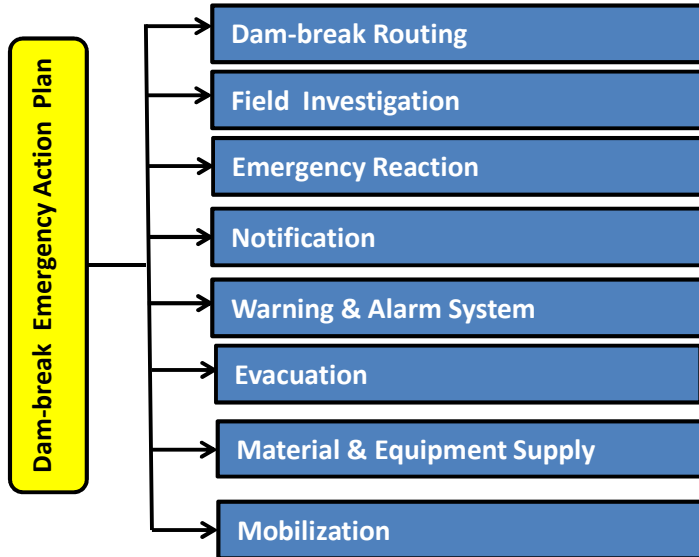 Dam-break Emergency Action Plan
Dam-break Routing
Field Investigation
Emergency Reaction
Notification
Warning & Alarm System
Evacuation
Material & Equipment Supply
Mobilization